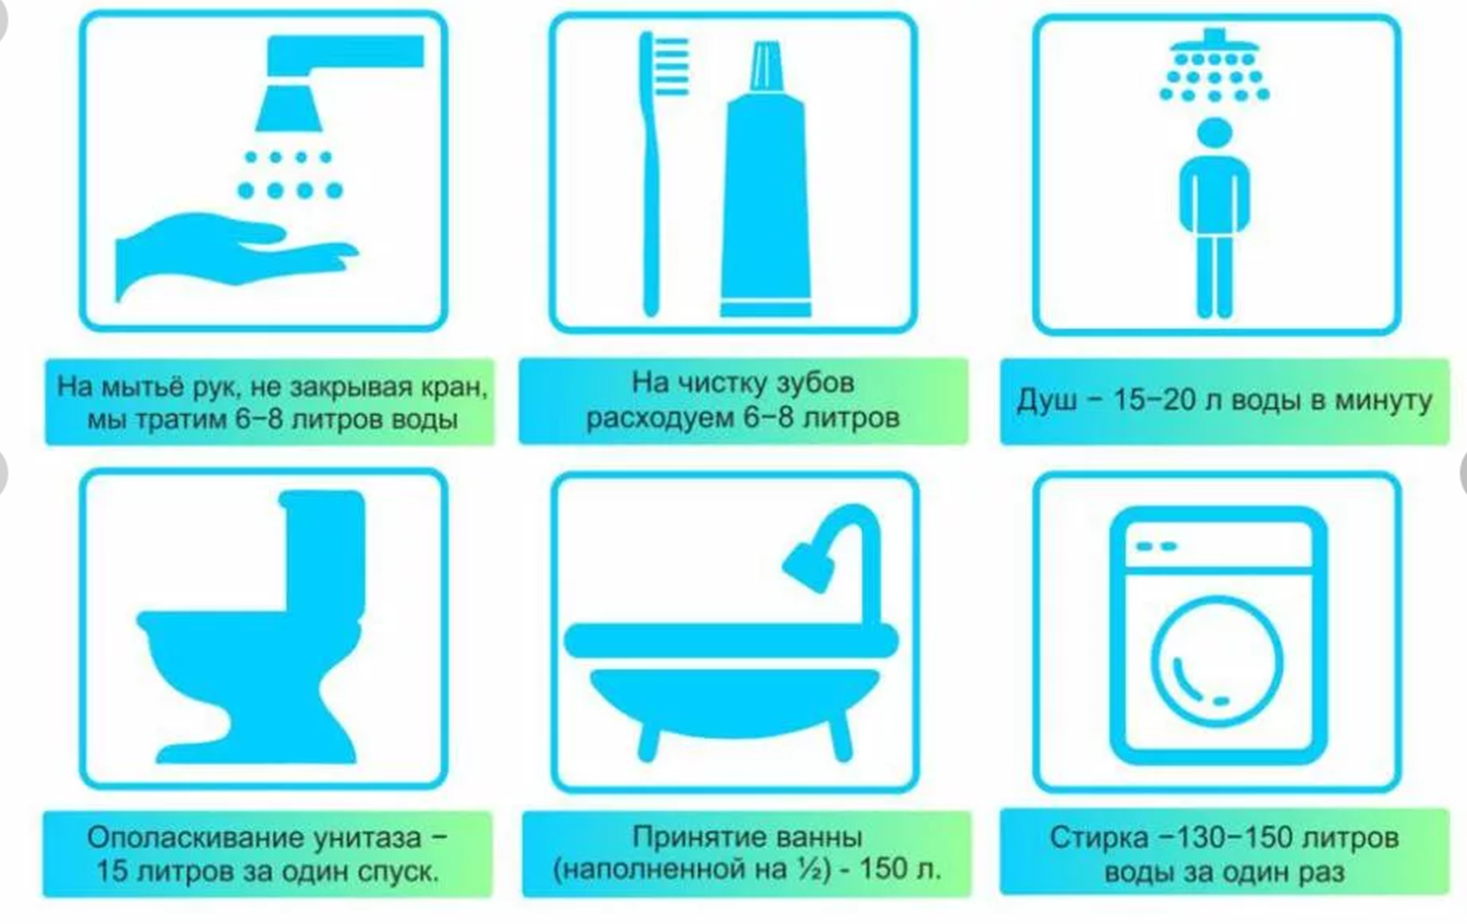 На мытьё рук, не закрывая кран,
мы тратим 6−8 литров воды
На чистку зубов
расходуем 6−8 литров
Душ − 15−20 л воды в минуту
Ополаскивание унитаза −
15 литров за один спуск.
Принятие ванны
(наполненной на ½) - 150 л.
Стирка −130−150 литров
воды за один раз